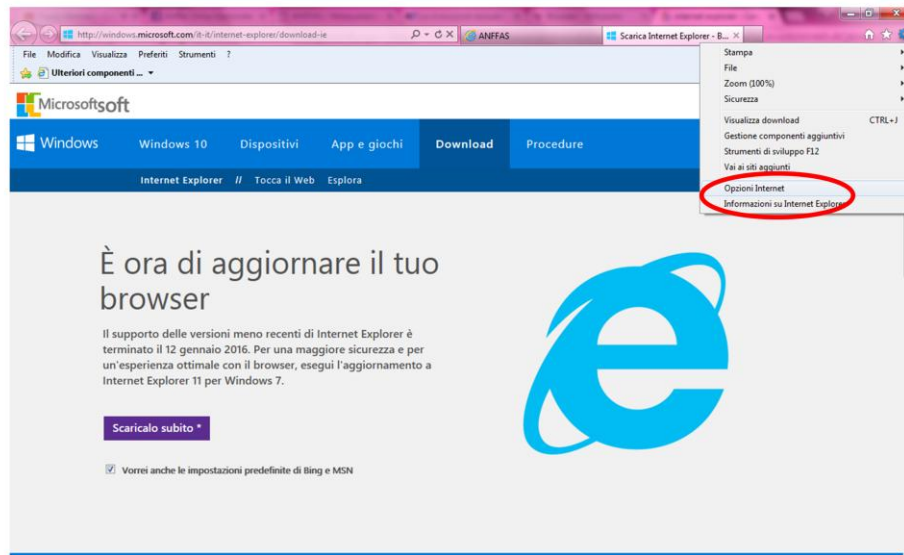 http://windows.microsoft.com/it-it/internet-explorer/download-ie
ANFFAS
Scarica Internet Explorer - B...
File Modifica Visualizza Preferiti Strumenti ?
Ulteriori componenti ...
Stampa
File
Zoom (100%)
Sicurezza
Visualizza download CTRL+J
Gestione componenti aggiuntivi
Strumenti di sviluppo F12
Vai ai siti aggiunti
Opzioni Internet
Informazioni su Internet Explorer
Microsoftsoft
Windows Windows 10 Dispositivi App e giochi Download Procedure
Internet Explorer // Tocca il Web Esplora
È ora di aggiornare il tuo
browser
Il supporto delle versioni meno recenti di Internet Explorer è
terminato il 12 gennaio 2016. Per una maggiore sicurezza e per
un'esperienza ottimale con il browser, esegui l'aggiornamento a
Internet Explorer 11 per Windows 7.
Scaricalo subito *
Vorrei anche le impostazioni predefinite di Bing e MSN